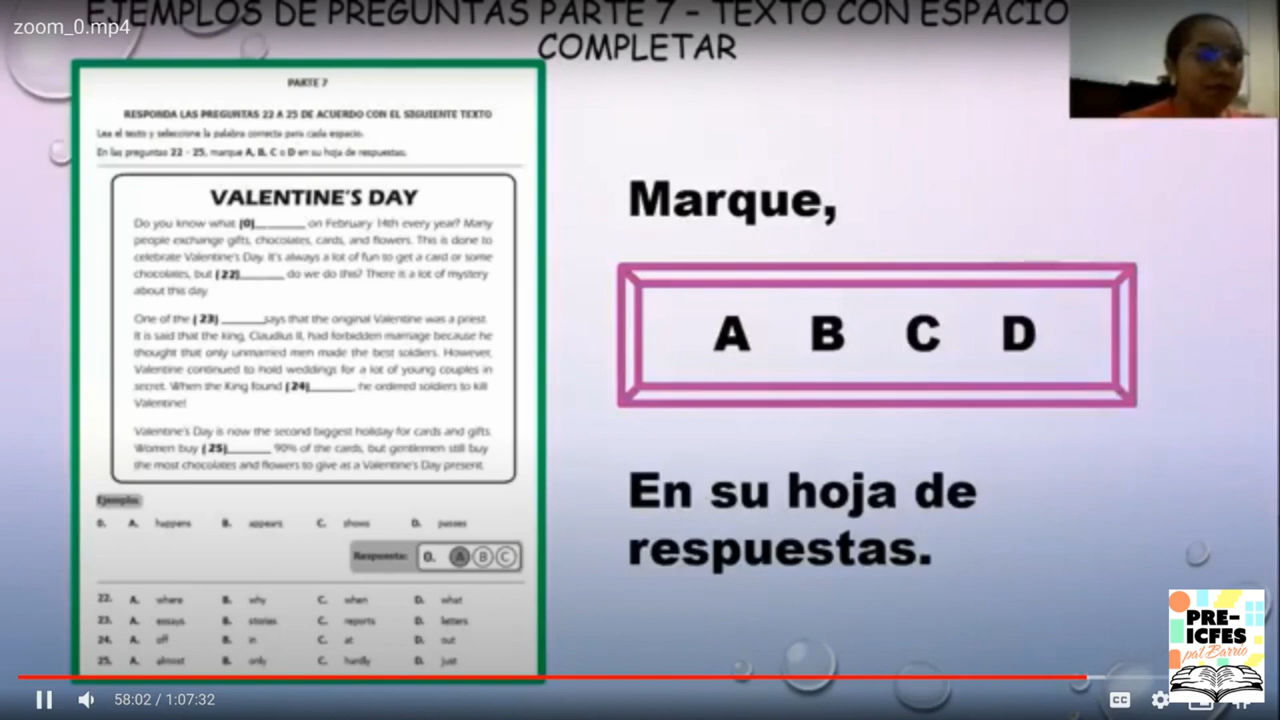 EJEMPLOS DE PREGUNTAS PARTE 7 – TEXTO CON ESPACIO
zoom_0.mp4
COMPLETAR
PARTE 7
RESPONDA LAS PREGUNTAS 22 A 25 DE ACUERDO CON EL SIGUIENTE TEXTO
Lea el texto y seleccione la palabra correcta para cada espacio.
En las preguntas 22 - 25, marque A, B, C o D en su hoja de respuestas.
VALENTINE'S DAY
Do you know what (0)________ on February 14th every year? Many
people exchange gifts, chocolates, cards, and flowers. This is done to
celebrate Valentine's Day. It's always a lot of fun to get a card or some
chocolates, but (22)_______ do we do this? There is a lot of mystery
about this day.
One of the (23) _______says that the original Valentine was a priest.
It is said that the king, Claudius II, had forbidden marriage because he
thought that only unmarried men made the best soldiers. However,
Valentine continued to hold weddings for a lot of young couples in
secret. When the King found (24)_______, he ordered soldiers to kill
Valentine!
Valentine's Day is now the second biggest holiday for cards and gifts.
Women buy (25)_______ 90% of the cards, but gentlemen still buy
the most chocolates and flowers to give as a Valentine's Day present.
Ejemplo:
0. A. happens B. appears C. shows D. passes
Respuesta: 0. A B C
22. A. where B. why C. when D. what
23. A. essays B. stories C. reports D. letters
24. A. off B. in C. at D. out
25. A. almost B. only C. hardly D. just
Marque,
A B C D
En su hoja de
respuestas.
PRE-
ICFES
pa'l Barrio
58:02 / 1:07:32
CC